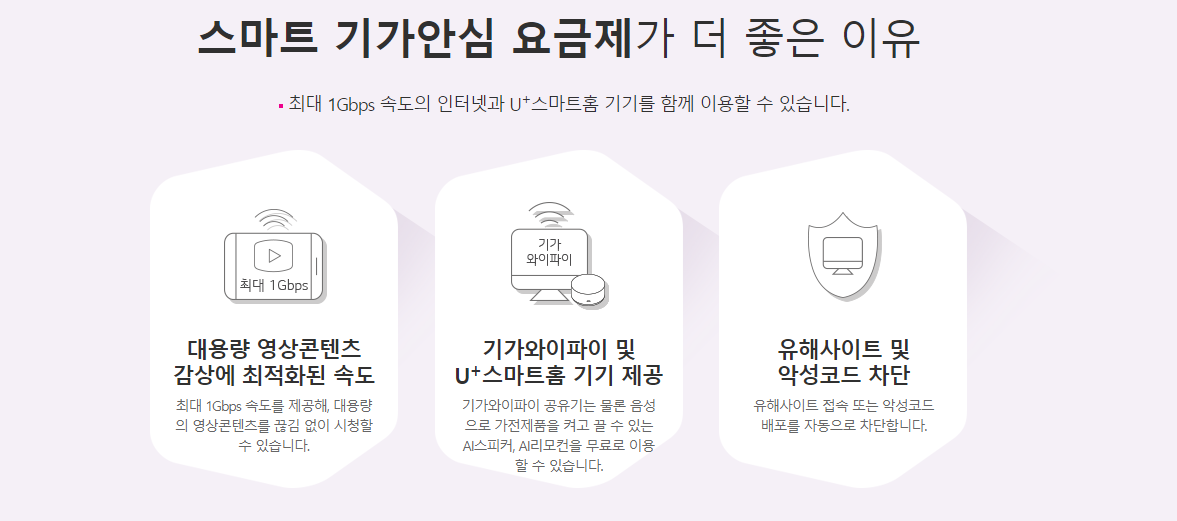 스마트 기가안심 요금제가 더 좋은 이유
최대 1Gbps 속도의 인터넷과 U⁺스마트홈 기기를 함께 이용할 수 있습니다.
최대 1Gbps
대용량 영상콘텐츠
감상에 최적화된 속도
최대 1Gbps 속도를 제공해, 대용량
의 영상콘텐츠를 끊김 없이 시청할
수 있습니다.
기가
와이파이
기가와이파이 및
U⁺스마트홈 기기 제공
기가와이파이 공유기는 물론 음성
으로 가전제품을 켜고 끌 수 있는
AI스피커, AI리모컨을 무료로 이용
할 수 있습니다.
유해사이트 및
악성코드 차단
유해사이트 접속 또는 악성코드
배포를 자동으로 차단합니다.